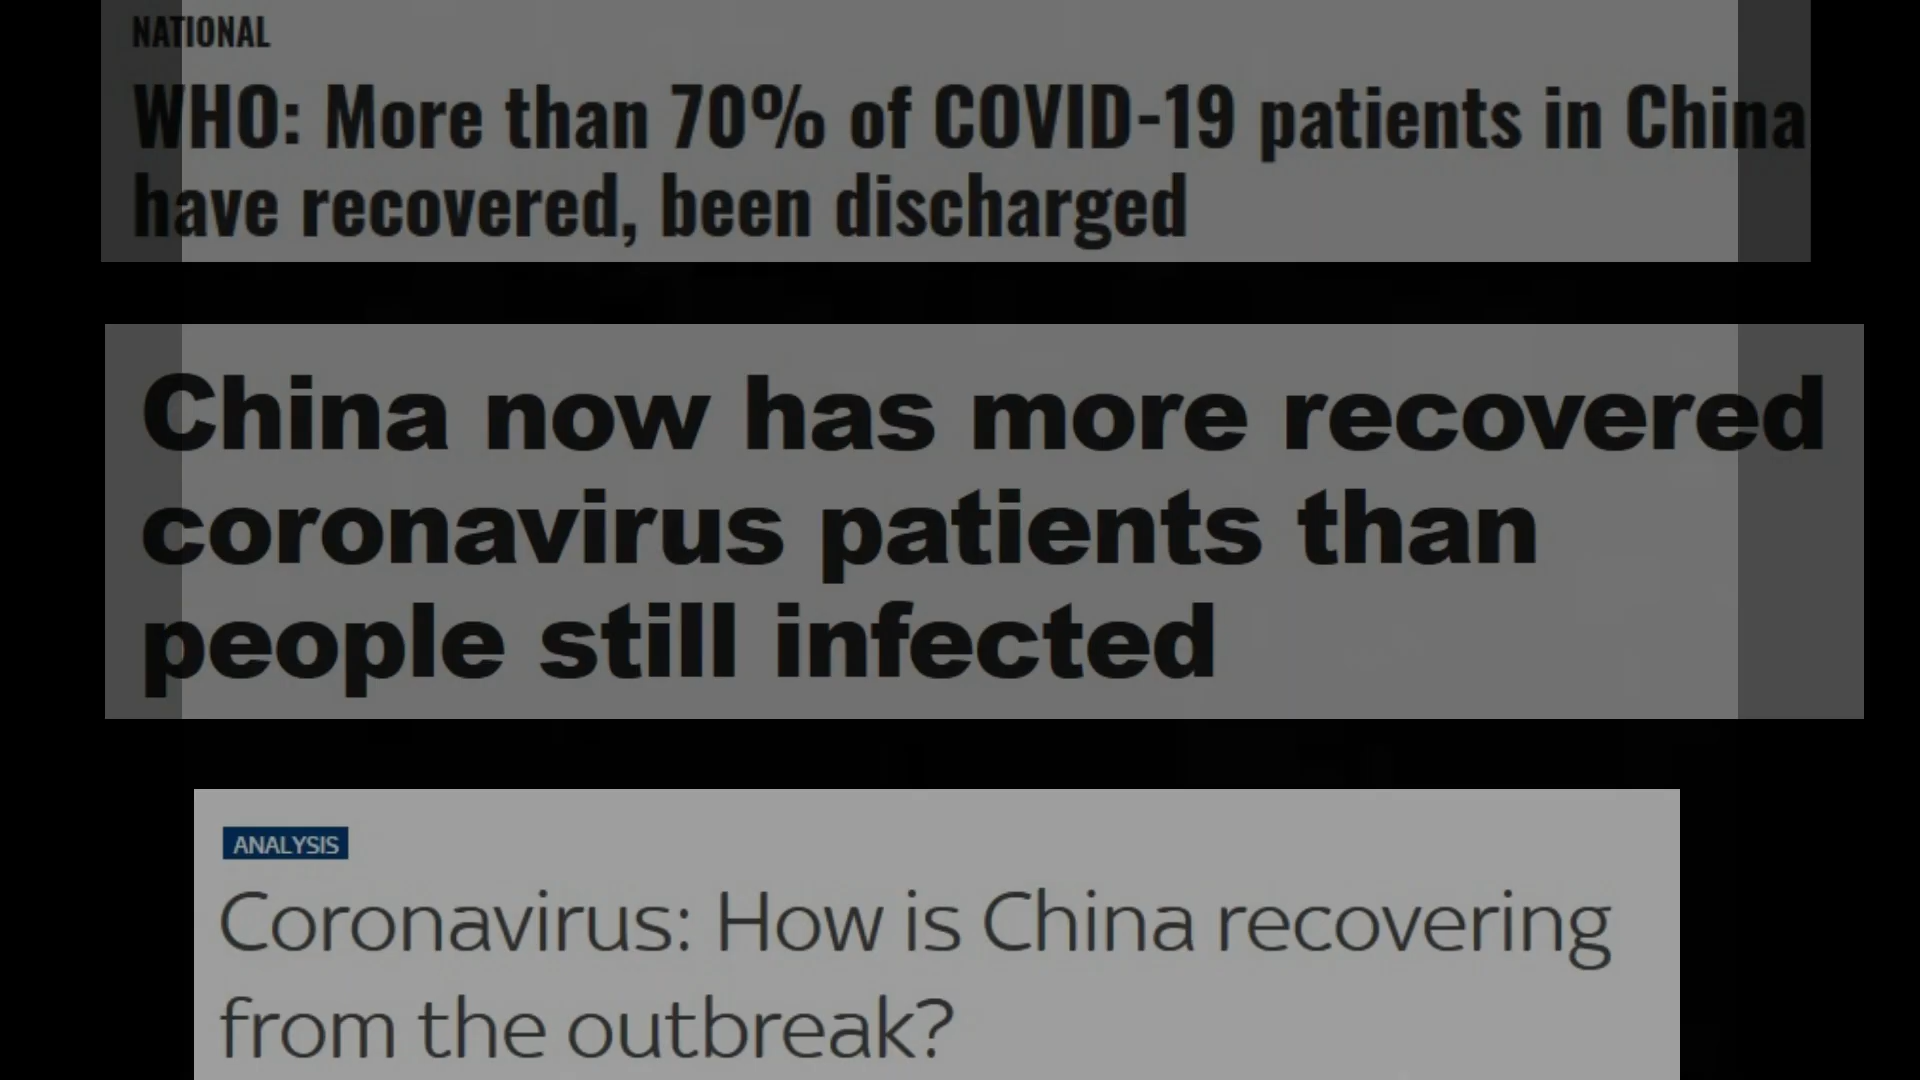 NATIONAL
WHO: More than 70% of COVID-19 patients in China
have recovered, been discharged
China now has more recovered
coronavirus patients than
people still infected
ANALYSIS
Coronavirus: How is China recovering
from the outbreak?